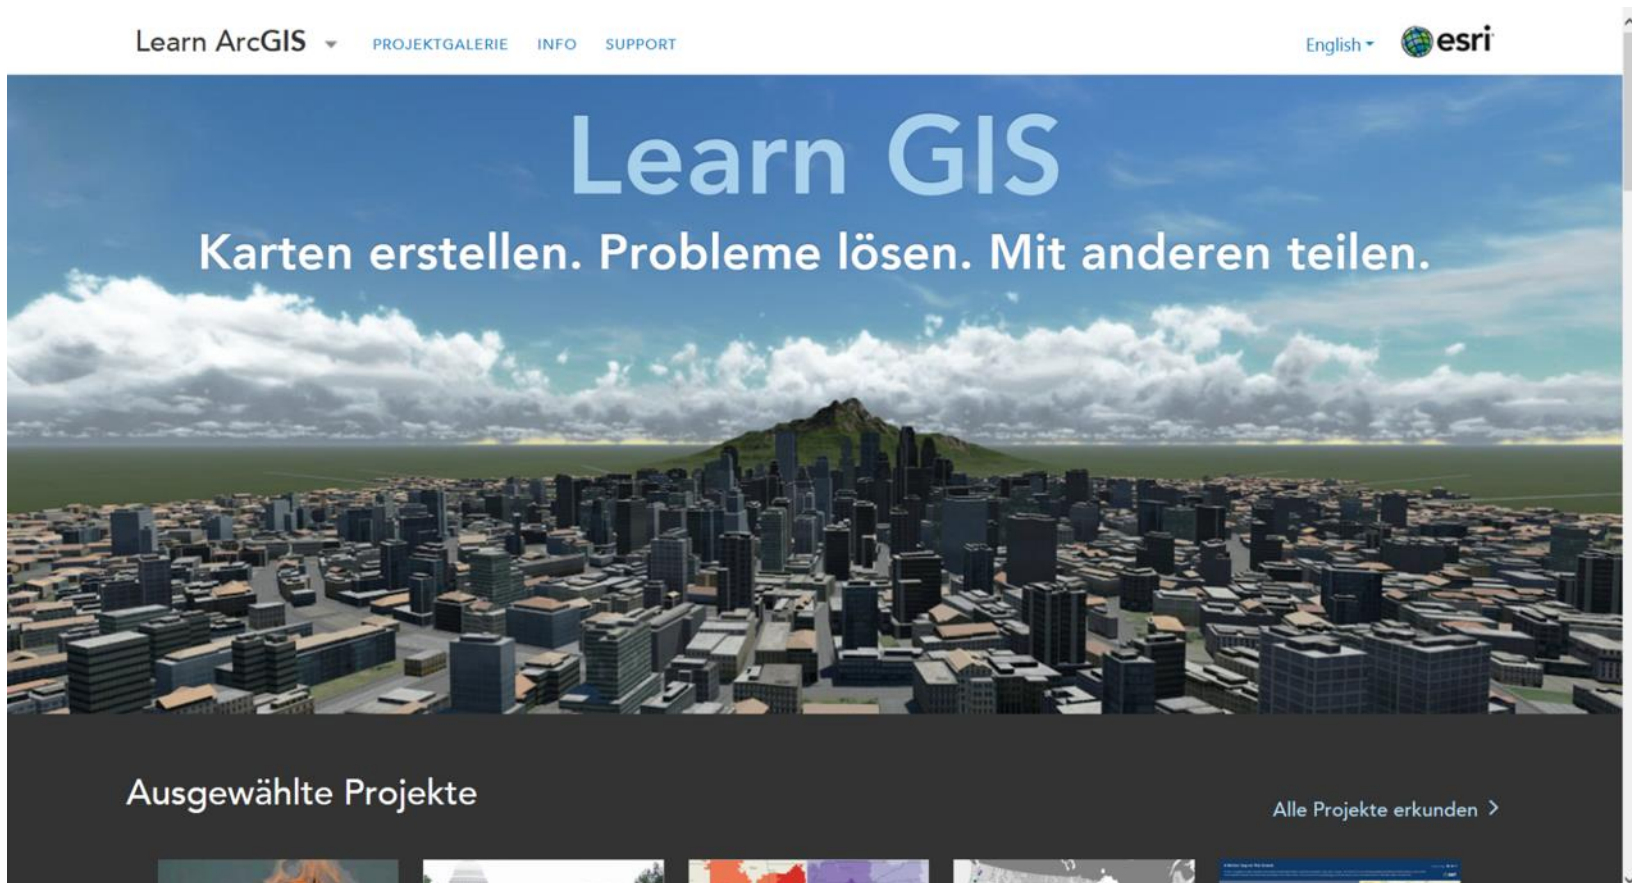 Learn ArcGIS PROJEKTGALERIE INFO SUPPORT English esri
Learn GIS
Karten erstellen. Probleme lösen. Mit anderen teilen.
Ausgewählte Projekte
Alle Projekte erkunden